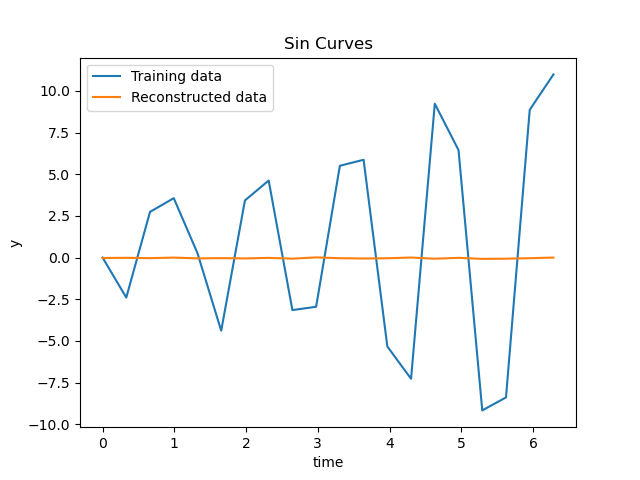 Sin Curves
Training data
Reconstructed data
10.0
7.5
5.0
2.5
0.0
−2.5
−5.0
−7.5
−10.0
y
0 1 2 3 4 5 6
time